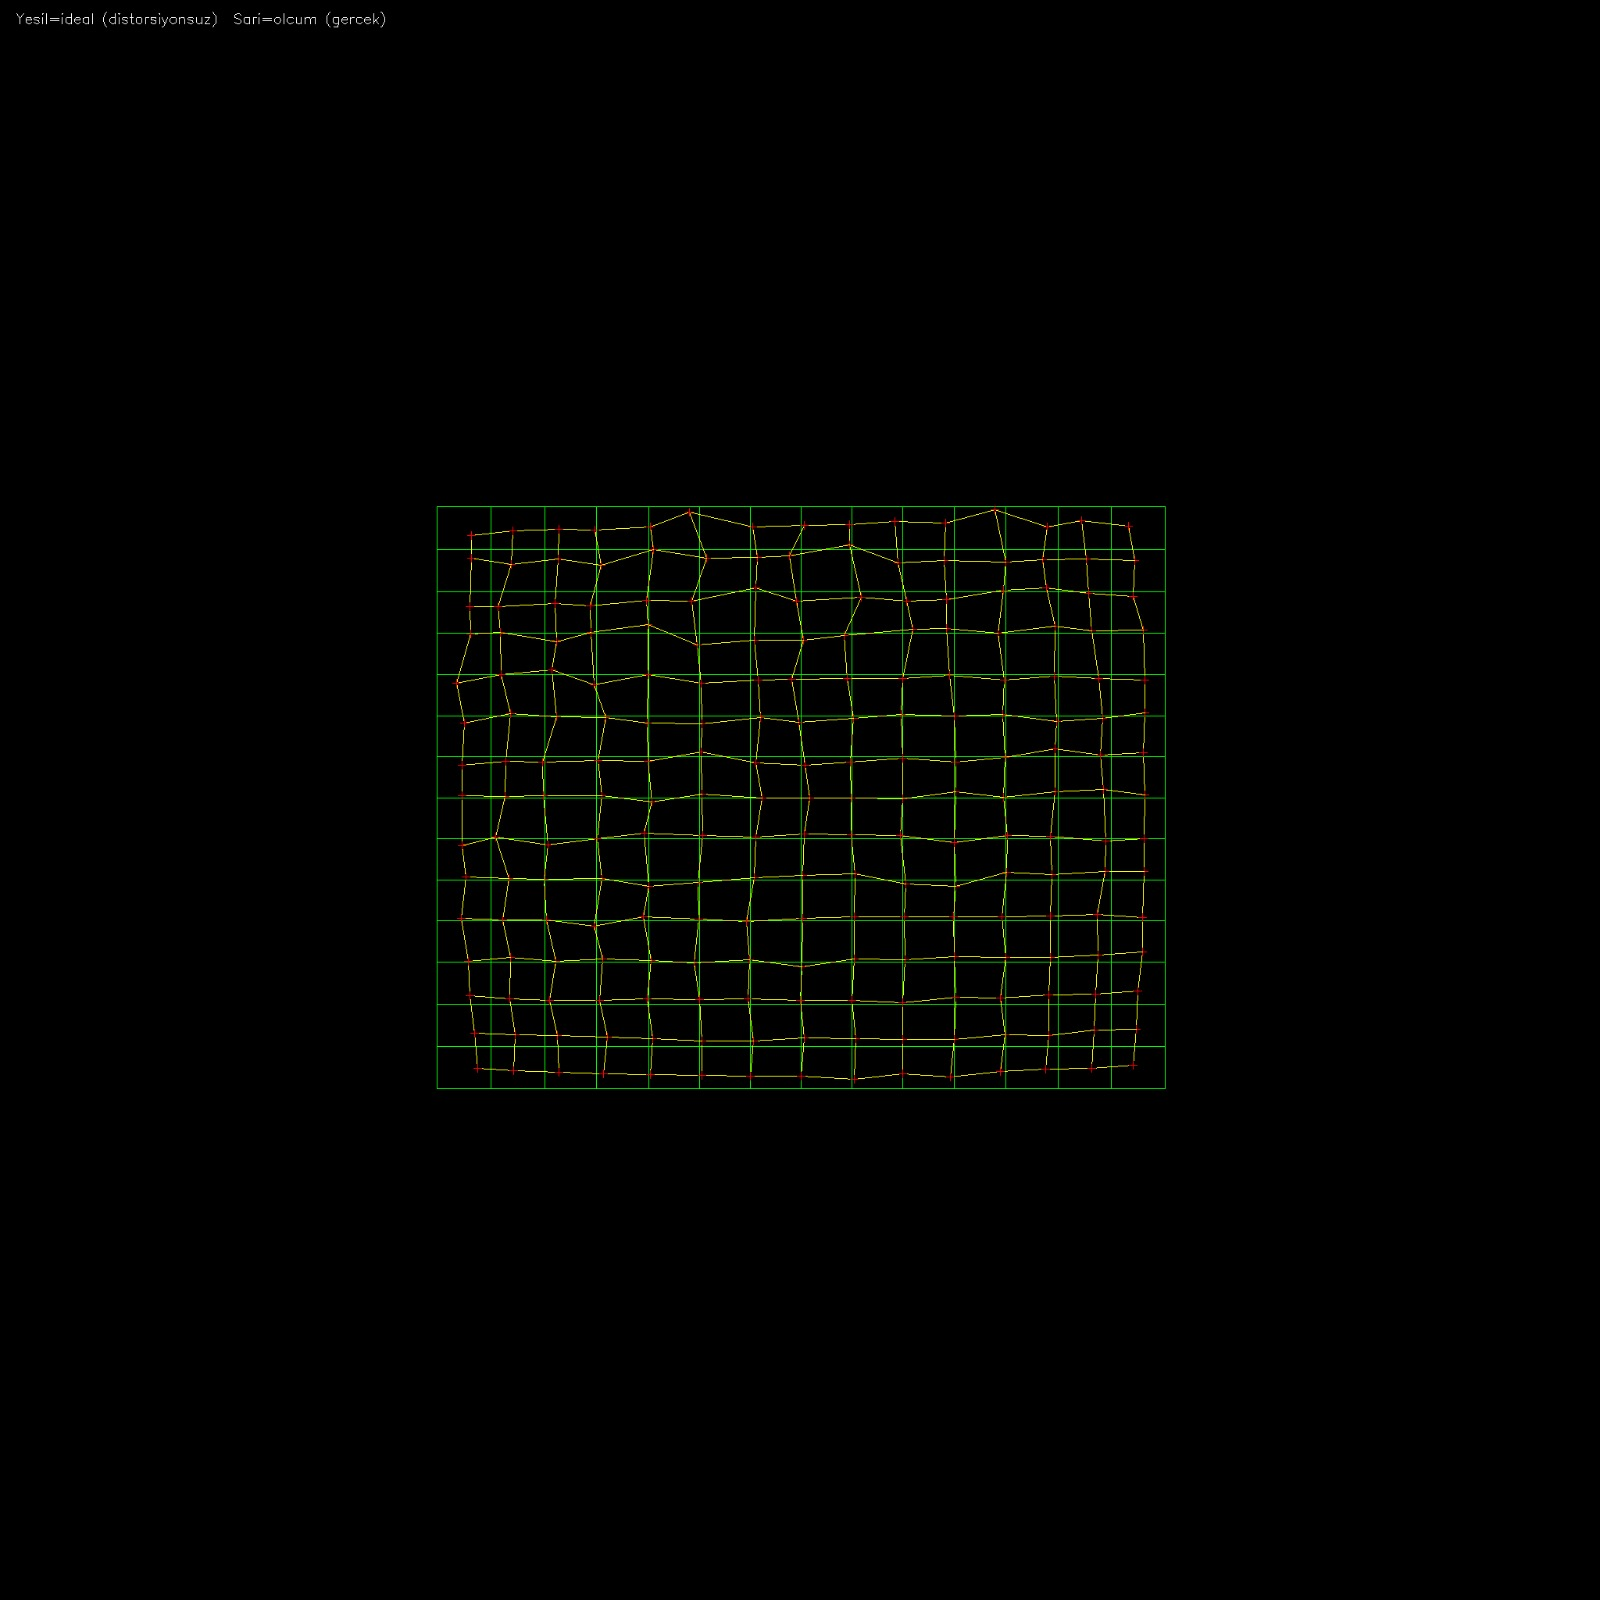 Yesil=ideal (distorsiyonsuz)  Sari=olcum (gercek)